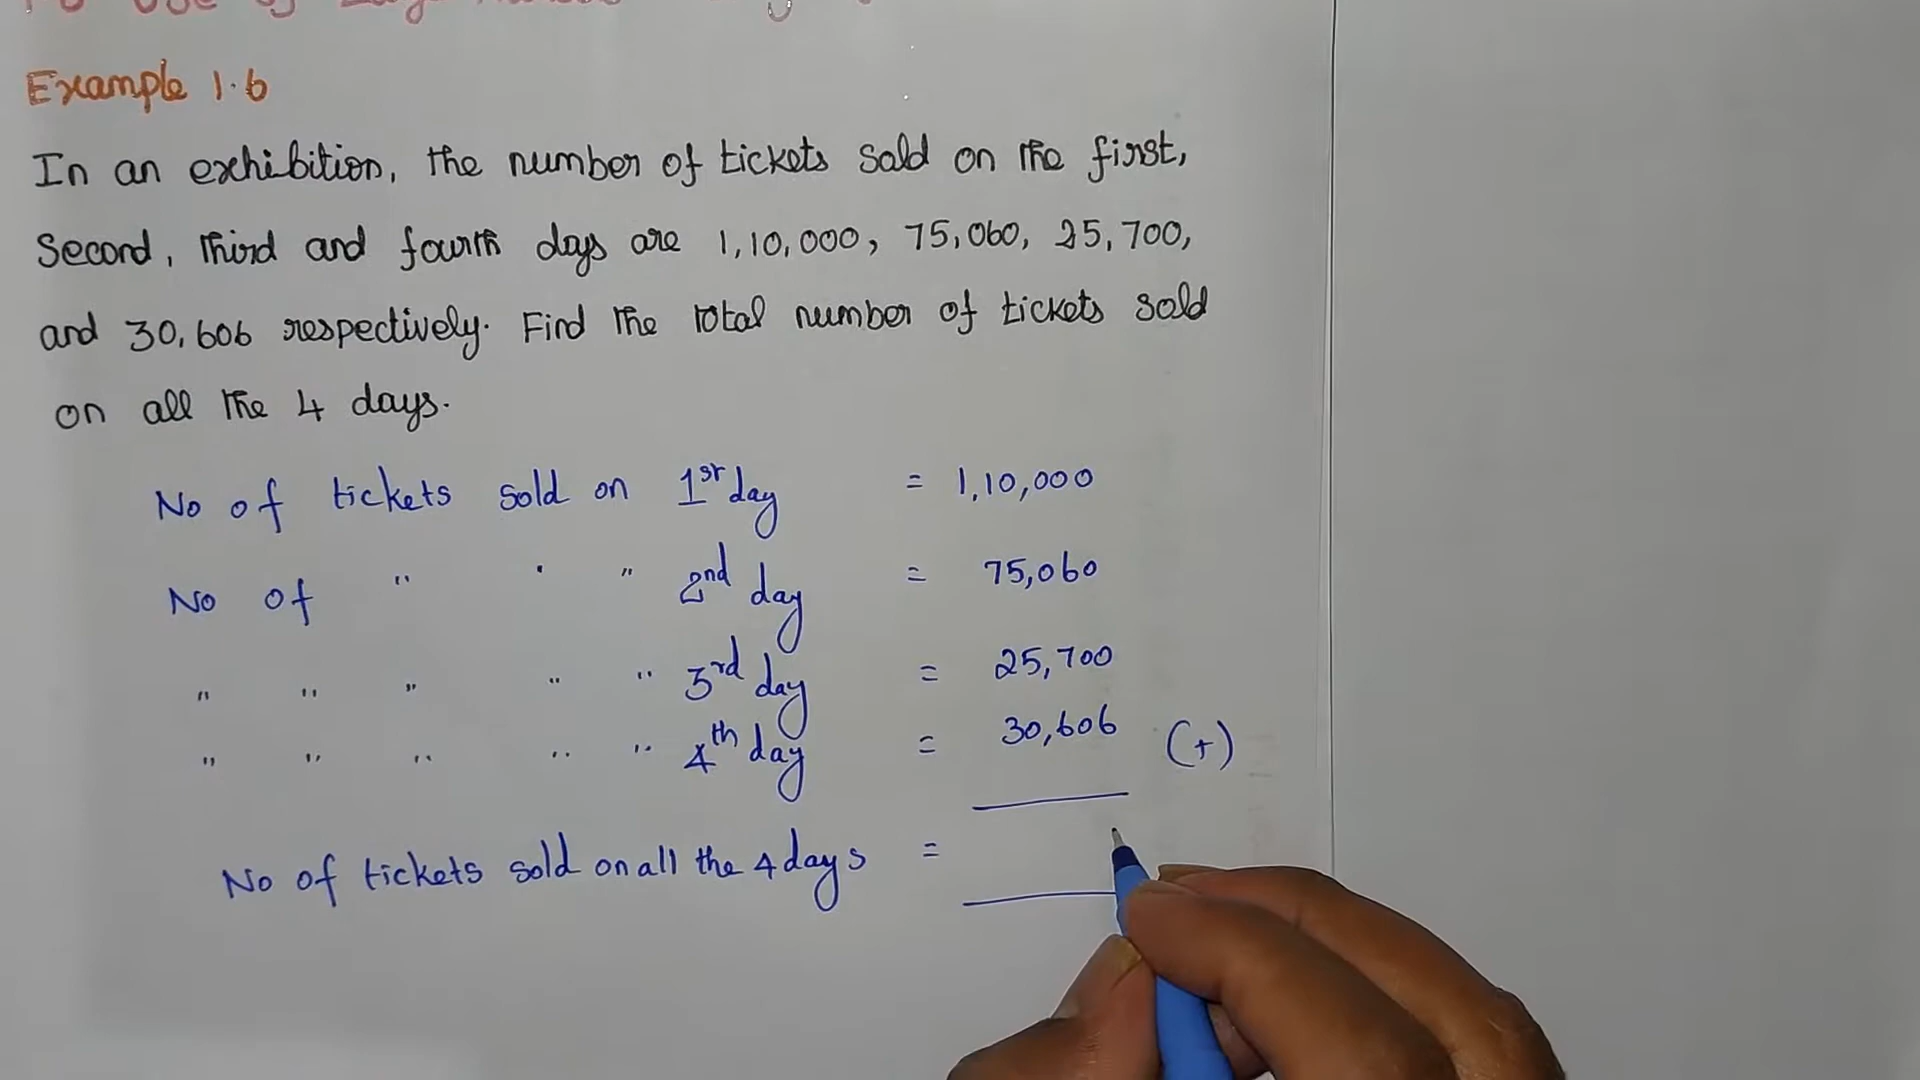 Use of Large Numbers
Example 1.6
In an exhibition, the number of tickets sold on the first,
Second, third and fourth days are 1,10,000, 75,060, 25,700,
and 30,606 respectively. Find the total number of tickets sold
on all the 4 days.
No of tickets sold on 1st day = 1,10,000
No of " " " 2nd day = 75,060
" " " " " 3rd day = 25,700
" " " " " 4th day = 30,606 (+)
No of tickets sold on all the 4 days =